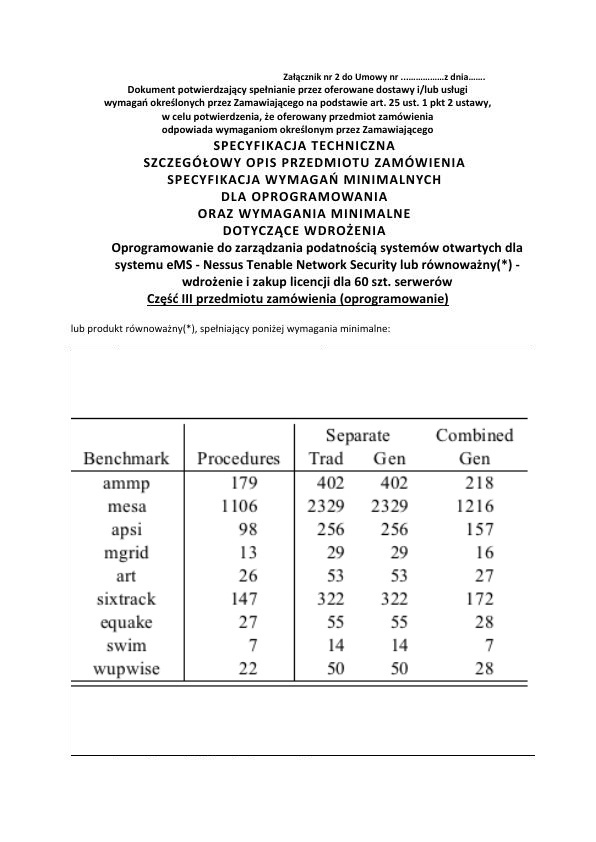 Załącznik nr 2 do Umowy nr ...……………z dnia…….
Dokument potwierdzający spełnianie przez oferowane dostawy i/lub usługi
wymagań określonych przez Zamawiającego na podstawie art. 25 ust. 1 pkt 2 ustawy,
w celu potwierdzenia, że oferowany przedmiot zamówienia
odpowiada wymaganiom określonym przez Zamawiającego
SPECYFIKACJA TECHNICZNA
SZCZEGÓŁOWY OPIS PRZEDMIOTU ZAMÓWIENIA
SPECYFIKACJA WYMAGAŃ MINIMALNYCH
DLA OPROGRAMOWANIA
ORAZ WYMAGANIA MINIMALNE
DOTYCZĄCE WDROŻENIA
Oprogramowanie do zarządzania podatnością systemów otwartych dla
systemu eMS - Nessus Tenable Network Security lub równoważny(*) -
wdrożenie i zakup licencji dla 60 szt. serwerów
Część III przedmiotu zamówienia (oprogramowanie)
lub produkt równoważny(*), spełniający poniżej wymagania minimalne:
Separate Combined
Benchmark Procedures Trad Gen Gen
ammp 179 402 402 218
mesa 1106 2329 2329 1216
apsi 98 256 256 157
mgrid 13 29 29 16
art 26 53 53 27
sixtrack 147 322 322 172
equake 27 55 55 28
swim 7 14 14 7
wupwise 22 50 50 28